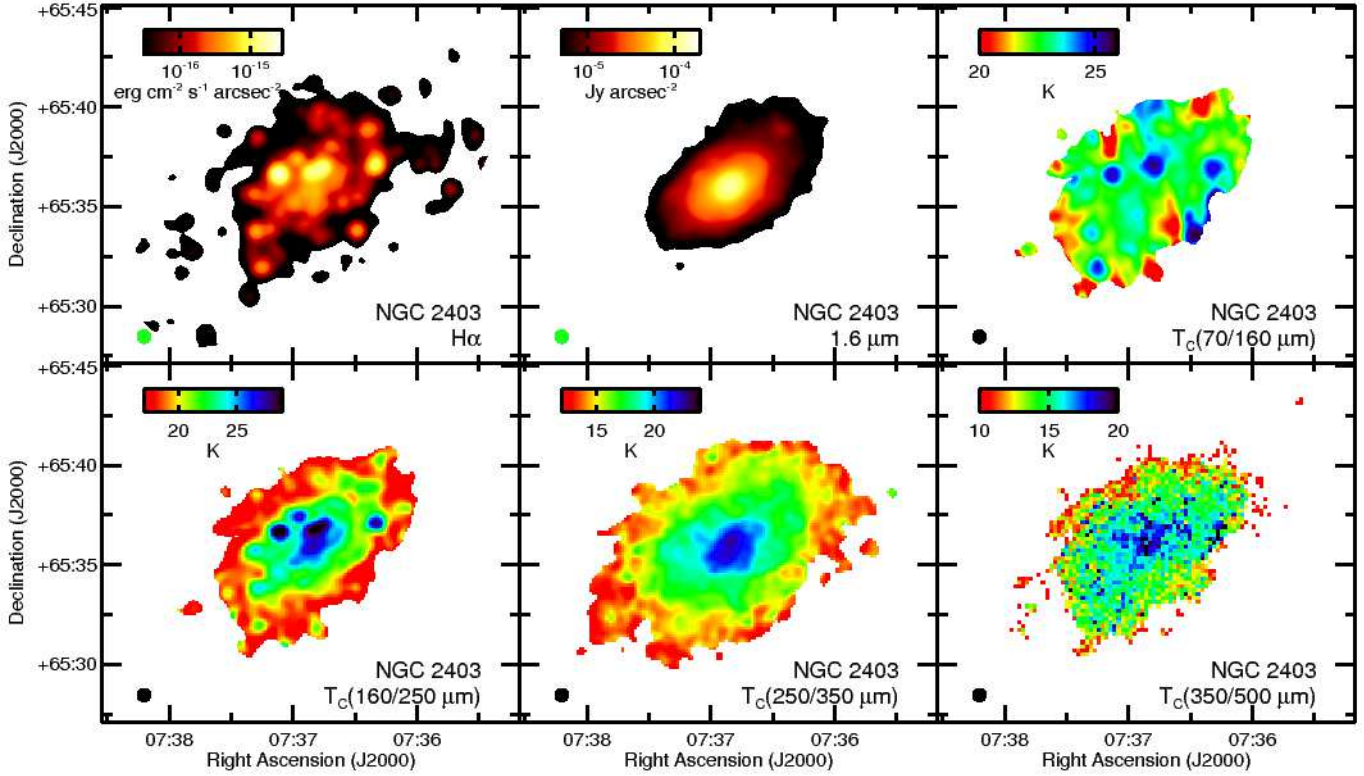 +65:45
+65:40
+65:35
+65:30
Declination (J2000)
10⁻¹⁶ 10⁻¹⁵
erg cm⁻² s⁻¹ arcsec⁻²
NGC 2403
Hα
10⁻⁵ 10⁻⁴
Jy arcsec⁻²
NGC 2403
1.6 μm
20 25
K
NGC 2403
T_C(70/160 μm)
+65:45
+65:40
+65:35
+65:30
Declination (J2000)
20 25
K
NGC 2403
T_C(160/250 μm)
07:38 07:37 07:36
Right Ascension (J2000)
15 20
K
NGC 2403
T_C(250/350 μm)
07:38 07:37 07:36
Right Ascension (J2000)
10 15 20
K
NGC 2403
T_C(350/500 μm)
07:38 07:37 07:36
Right Ascension (J2000)